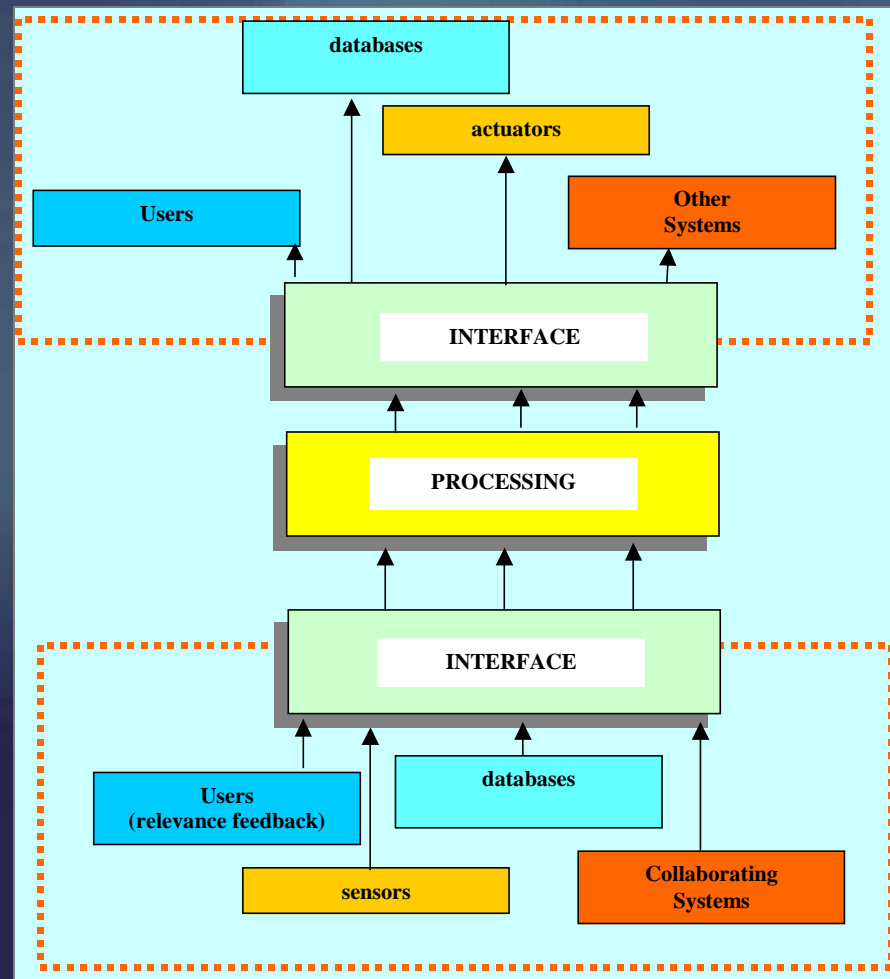 databases
actuators
Users
Other
Systems
INTERFACE
PROCESSING
INTERFACE
Users
(relevance feedback)
databases
sensors
Collaborating
Systems